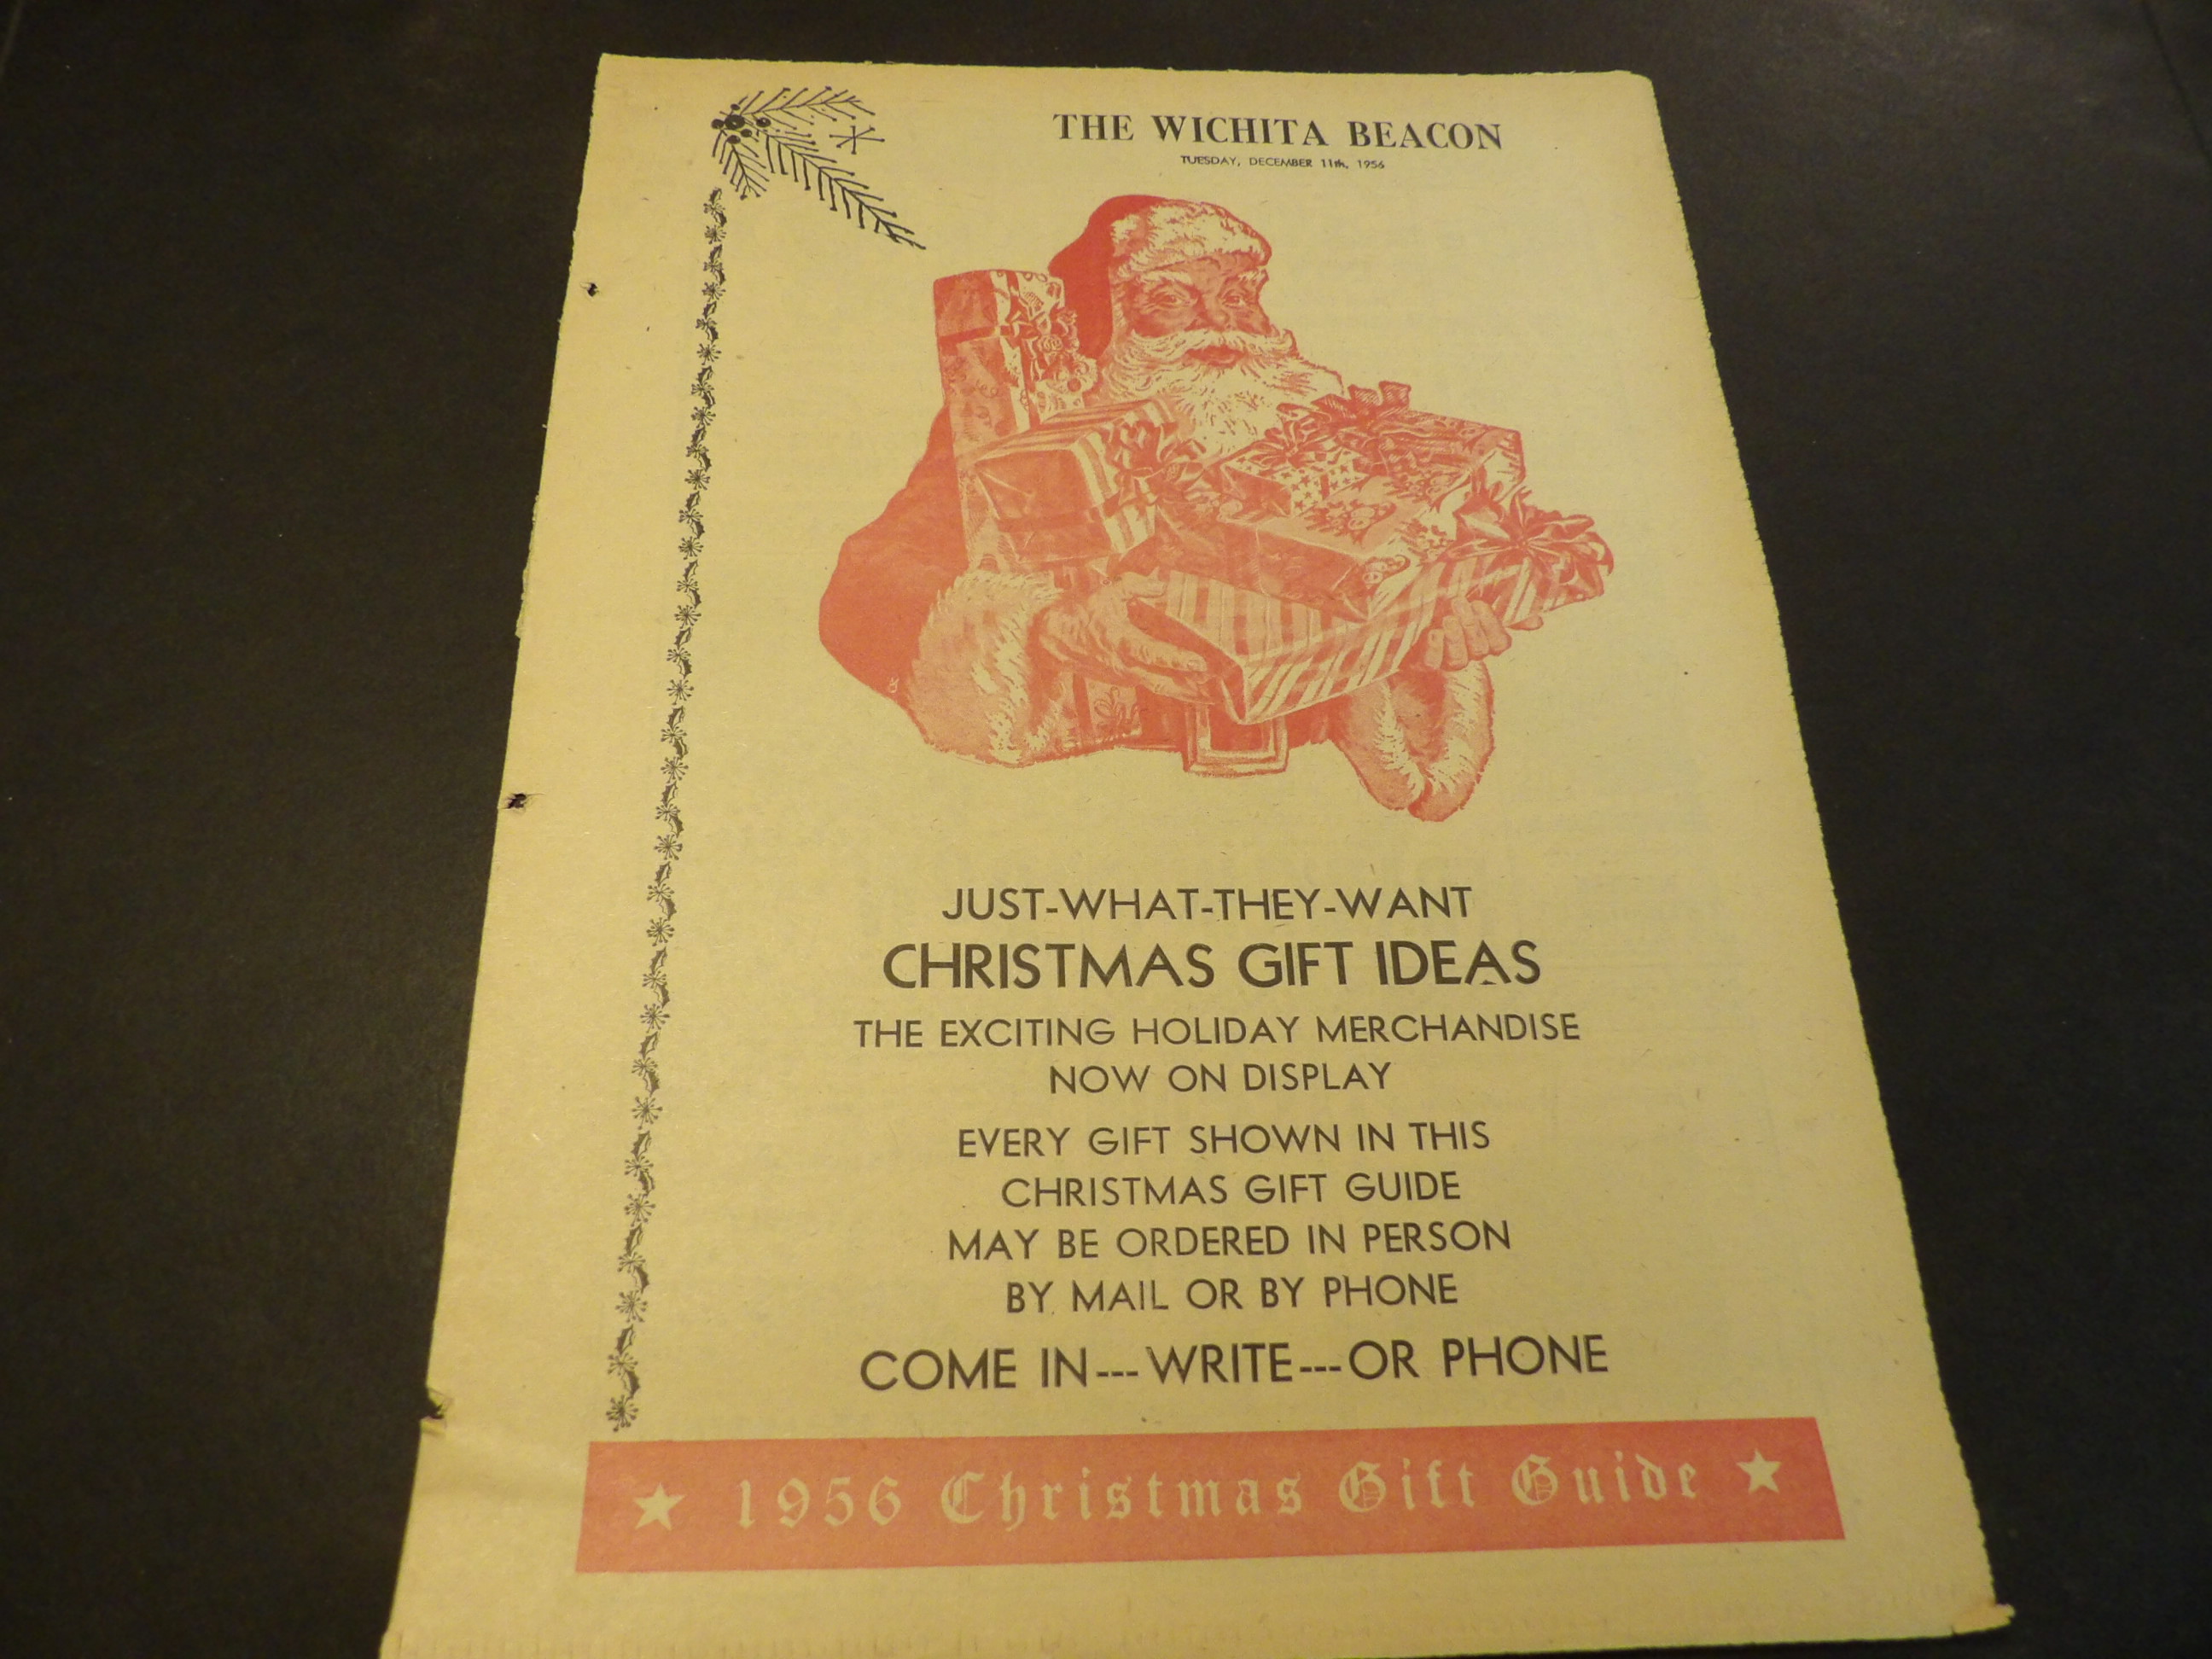 THE WICHITA BEACON
TUESDAY, DECEMBER 11th, 1956
JUST-WHAT-THEY-WANT
CHRISTMAS GIFT IDEAS
THE EXCITING HOLIDAY MERCHANDISE
NOW ON DISPLAY
EVERY GIFT SHOWN IN THIS
CHRISTMAS GIFT GUIDE
MAY BE ORDERED IN PERSON
BY MAIL OR BY PHONE
COME IN---WRITE---OR PHONE
★ 1956 Christmas Gift Guide ★